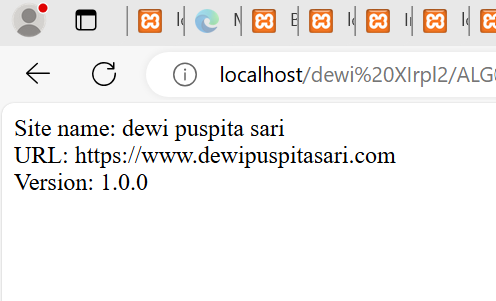 localhost/dewi%20XIrpl2/ALG
Site name: dewi puspita sari
URL: https://www.dewipuspitasari.com
Version: 1.0.0